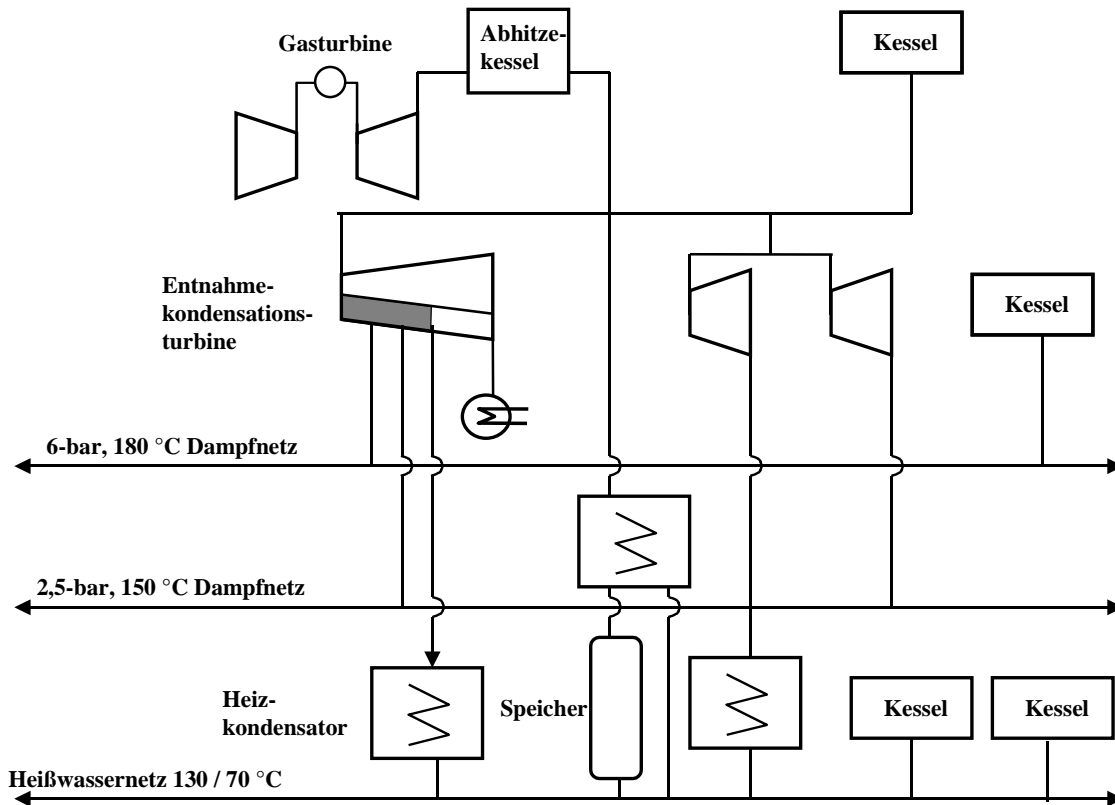 Gasturbine
Abhitze-
kessel
Kessel
Entnahme-
kondensations-
turbine
Kessel
6-bar, 180 °C Dampfnetz
2,5-bar, 150 °C Dampfnetz
Heiz-
kondensator
Speicher
Kessel
Kessel
Heißwassernetz 130 / 70 °C